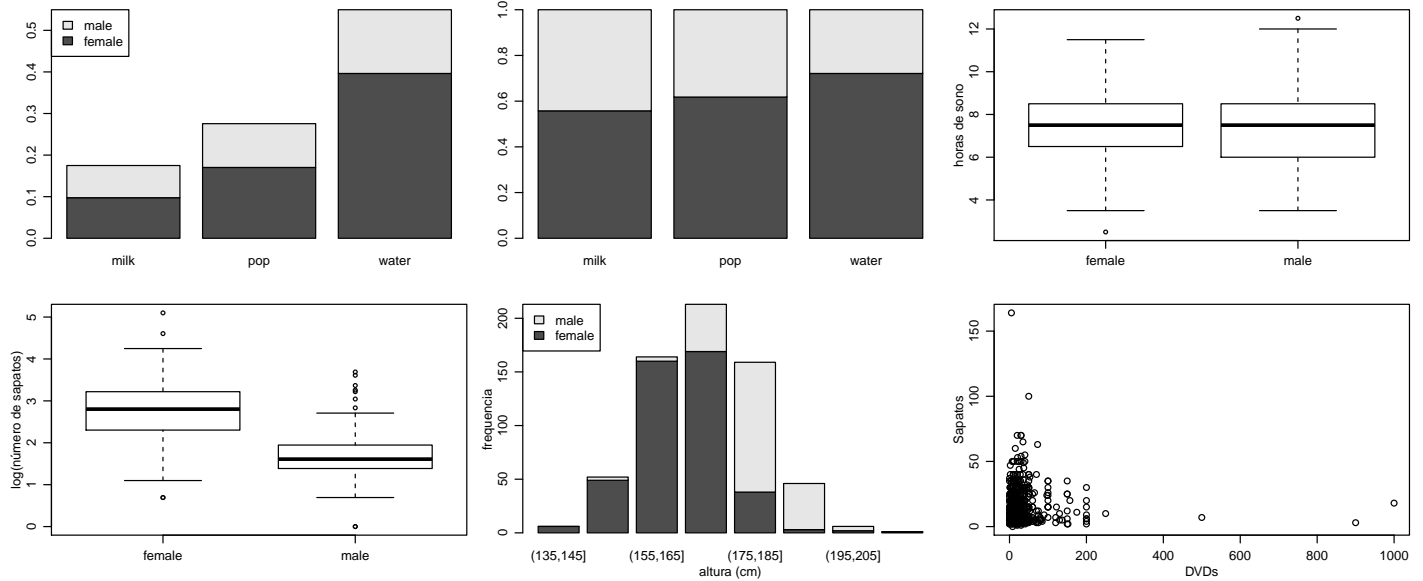 0.0 0.1 0.2 0.3 0.4 0.5
male
female
milk pop water
0.0 0.2 0.4 0.6 0.8 1.0
milk pop water
horas de sono
4 6 8 10 12
female male
log(número de sapatos)
0 1 2 3 4 5
female male
frequencia
0 50 100 150 200
male
female
(135,145] (155,165] (175,185] (195,205]
altura (cm)
Sapatos
0 50 100 150
0 200 400 600 800 1000
DVDs